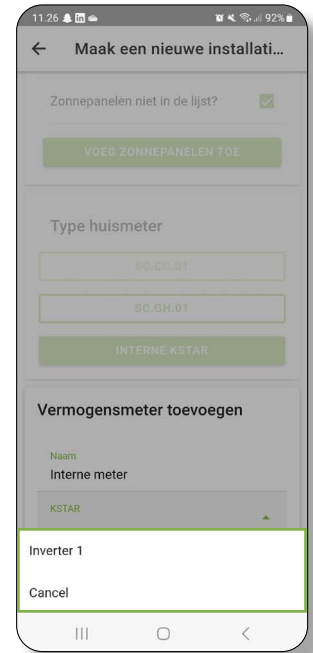 11.26 92%
Maak een nieuwe installati...
Zonnepanelen niet in de lijst?
VOEG ZONNEPANELEN TOE
Type huismeter
SC.CC.01
SC.GH.01
INTERNE KSTAR
Vermogensmeter toevoegen
Naam
Interne meter
KSTAR
Inverter 1
Cancel